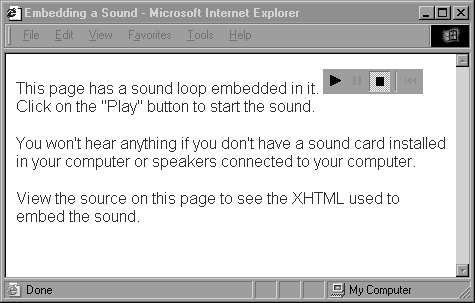 Embedding a Sound - Microsoft Internet Explorer
File Edit View Favorites Tools Help
This page has a sound loop embedded in it.
Click on the "Play" button to start the sound.
You won't hear anything if you don't have a sound card installed
in your computer or speakers connected to your computer.
View the source on this page to see the XHTML used to
embed the sound.
Done My Computer